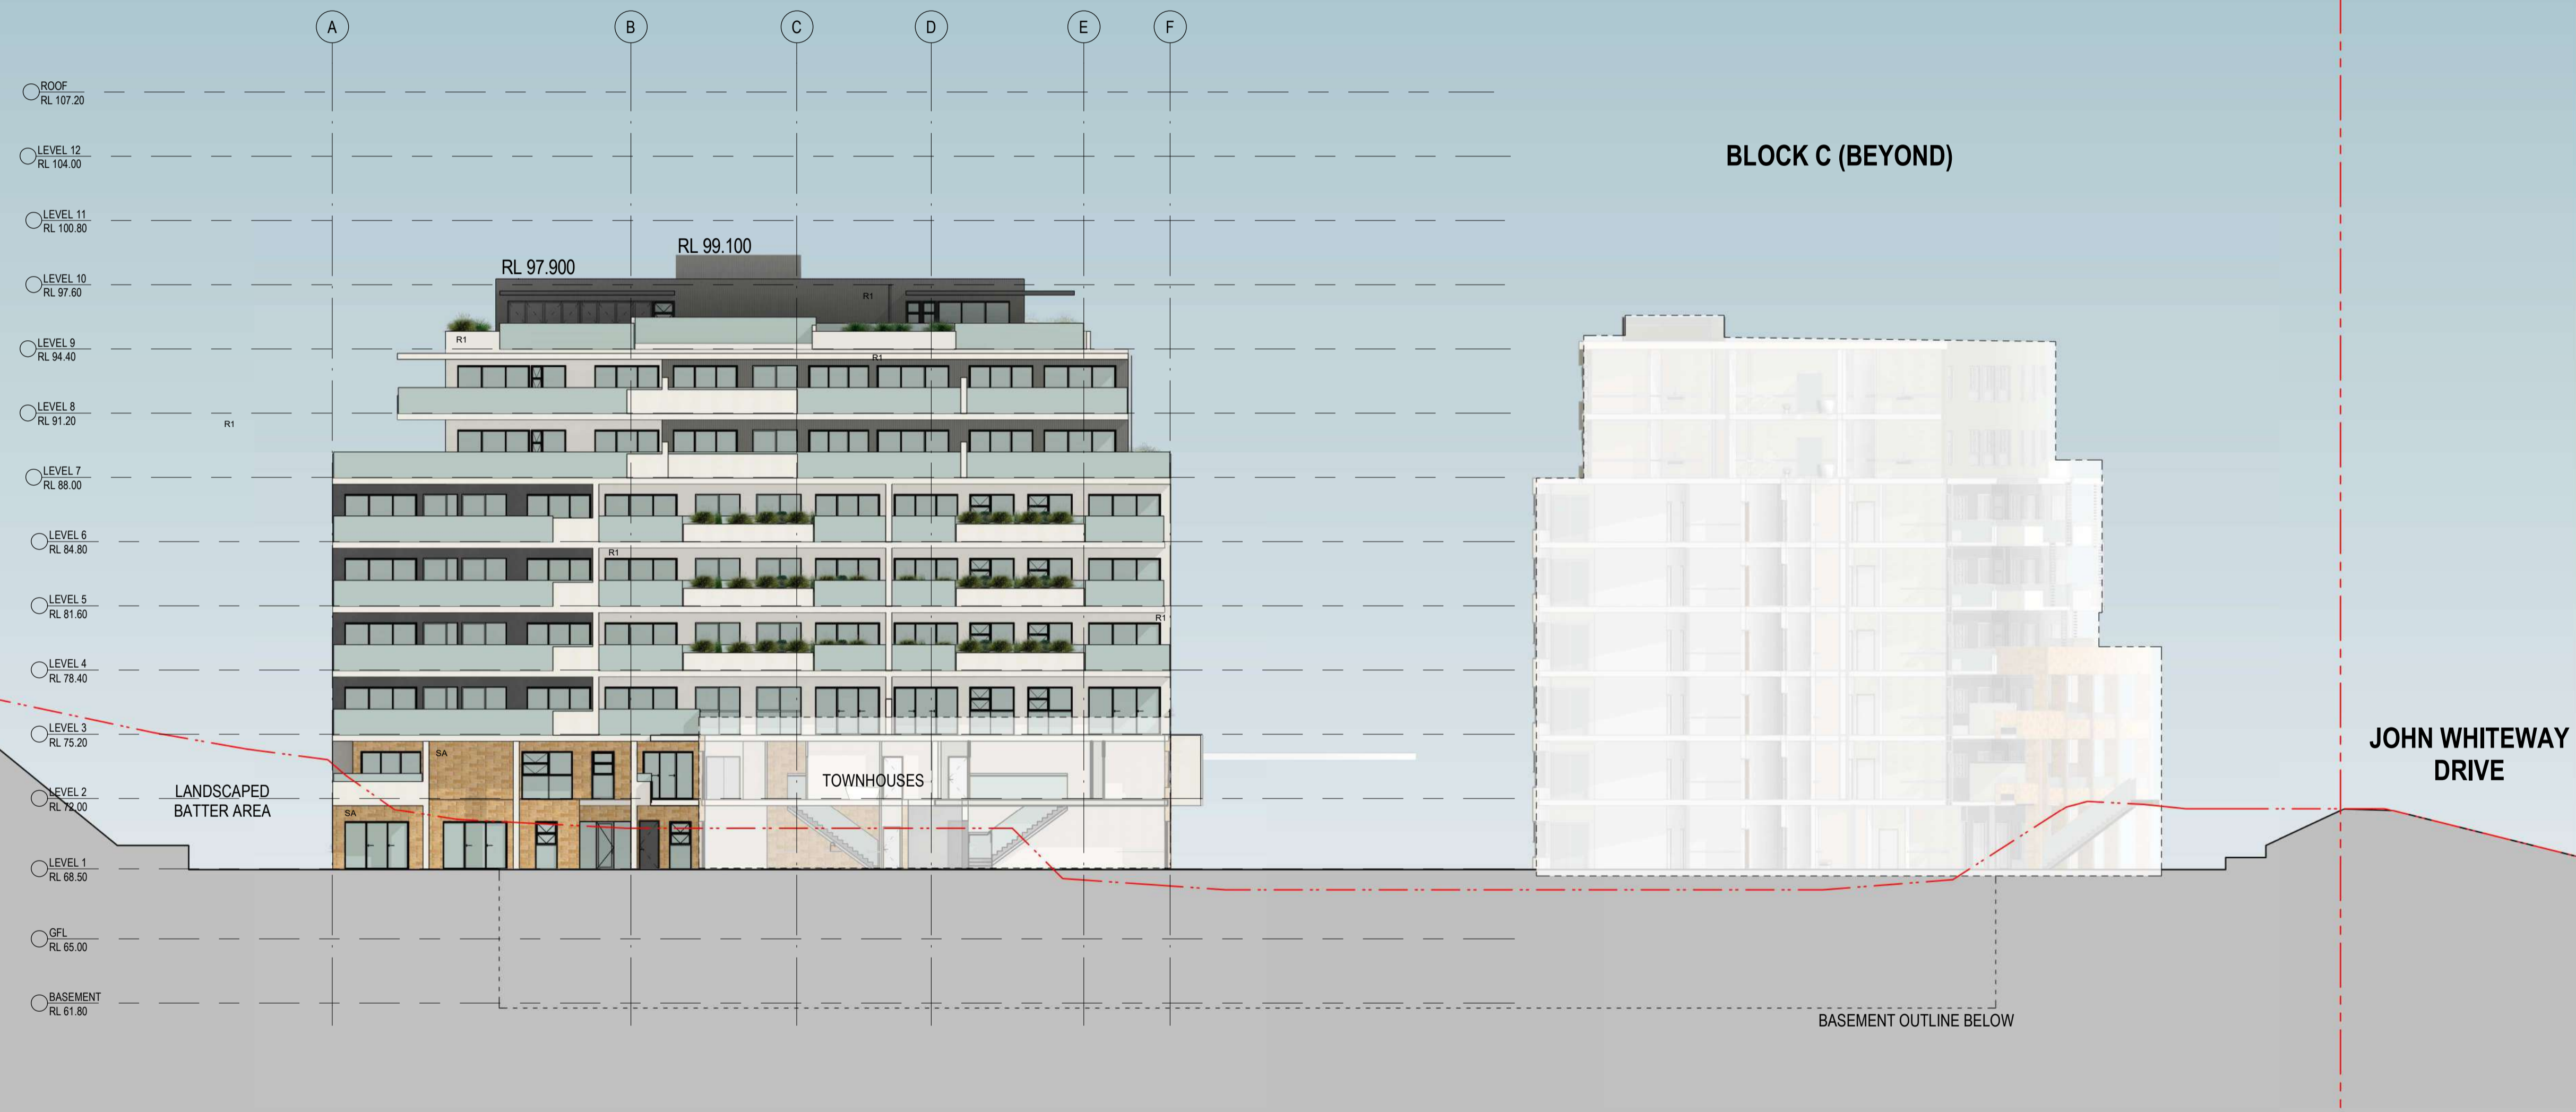 A
B
C
D
E
F
ROOF
RL 107.20
LEVEL 12
RL 104.00
BLOCK C (BEYOND)
LEVEL 11
RL 100.80
RL 99.100
RL 97.900
LEVEL 10
RL 97.60
R1
LEVEL 9
RL 94.40
R1
R1
LEVEL 8
RL 91.20
R1
LEVEL 7
RL 88.00
LEVEL 6
RL 84.80
R1
LEVEL 5
RL 81.60
R1
LEVEL 4
RL 78.40
LEVEL 3
RL 75.20
SA
JOHN WHITEWAY
DRIVE
TOWNHOUSES
LANDSCAPED
BATTER AREA
LEVEL 2
RL 72.00
SA
LEVEL 1
RL 68.50
GFL
RL 65.00
BASEMENT
RL 61.80
BASEMENT OUTLINE BELOW